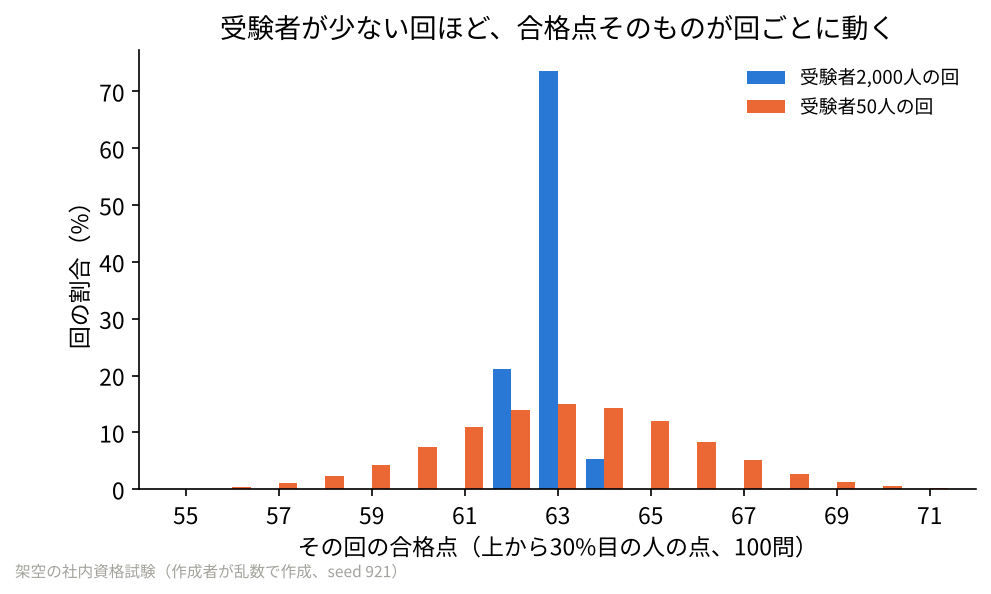 受験者が少ない回ほど、合格点そのものが回ごとに動く
受験者2,000人の回
受験者50人の回
回の割合（%）
70
60
50
40
30
20
10
0
55 57 59 61 63 65 67 69 71
その回の合格点（上から30%目の人の点、100問）
架空の社内資格試験（作成者が乱数で作成、seed 921）